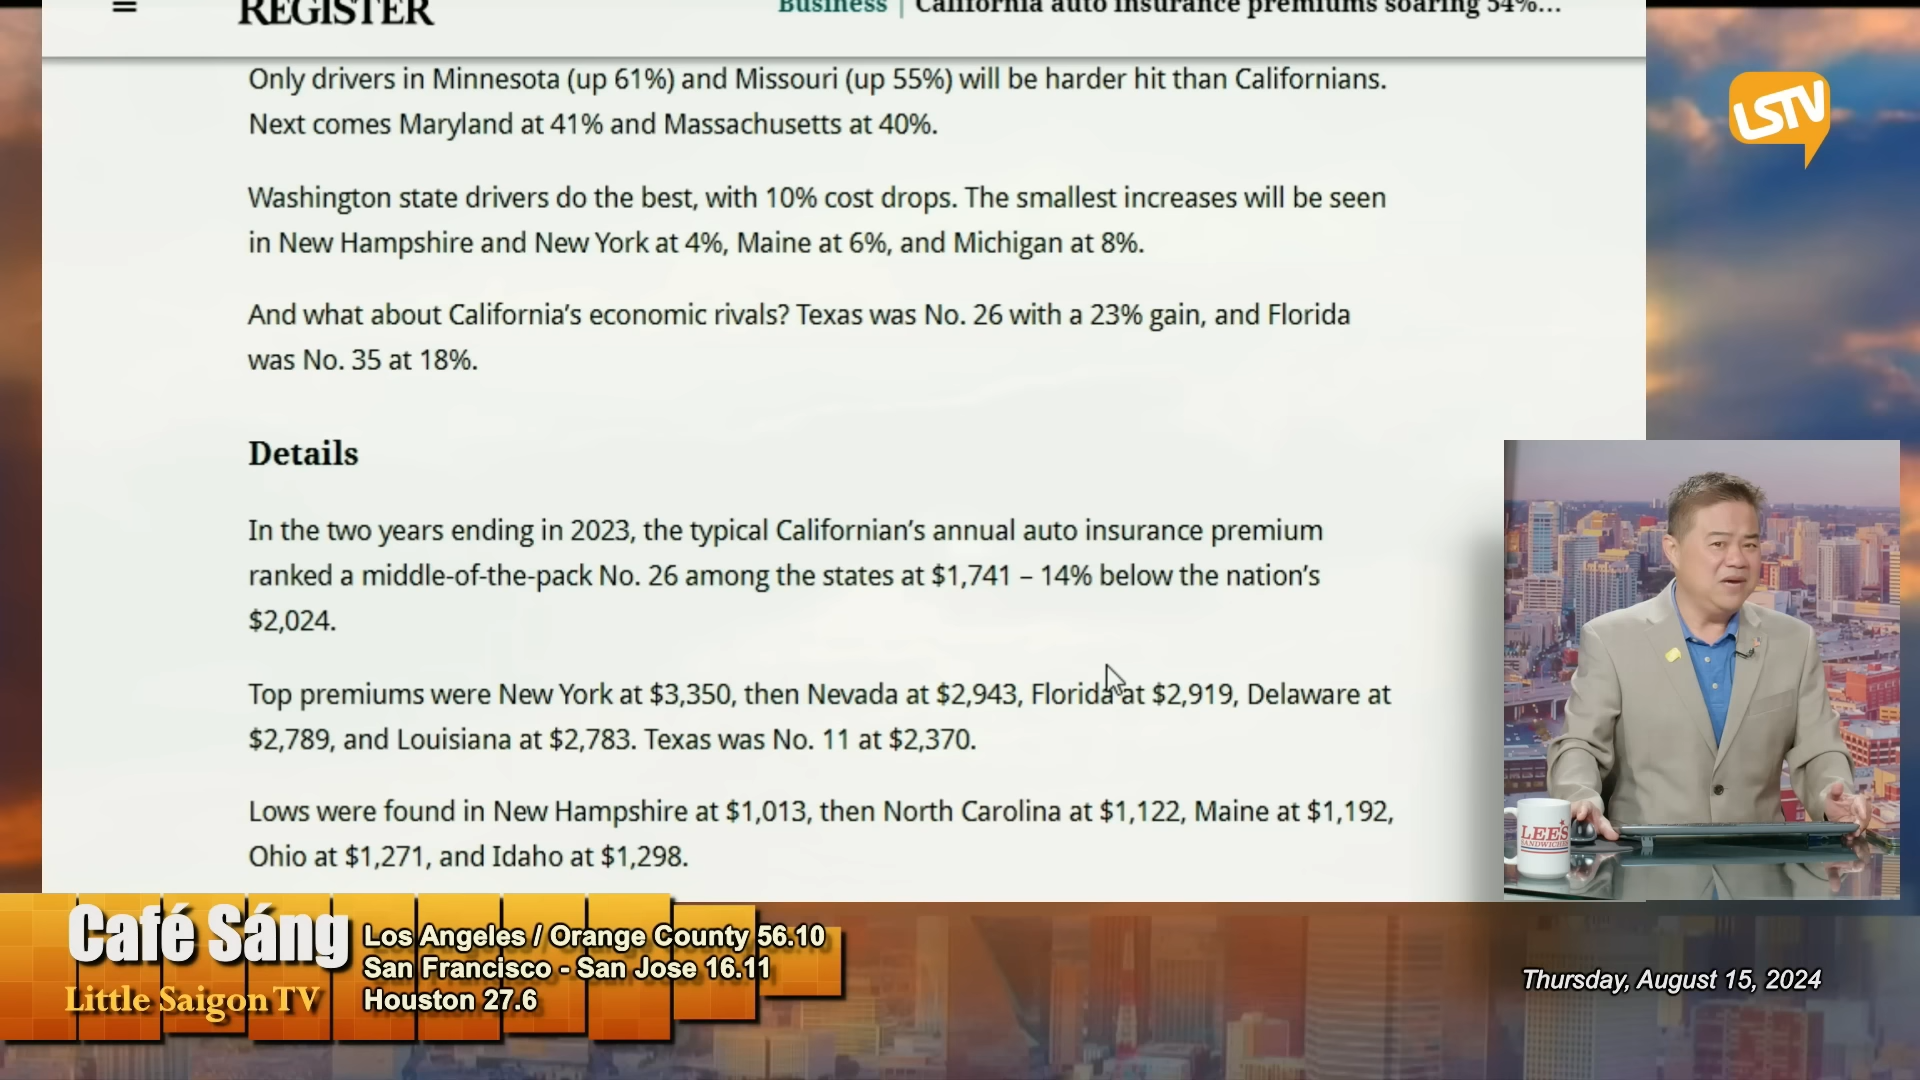 REGISTER
Business | California auto insurance premiums soaring 54%...
Only drivers in Minnesota (up 61%) and Missouri (up 55%) will be harder hit than Californians.
Next comes Maryland at 41% and Massachusetts at 40%.
Washington state drivers do the best, with 10% cost drops. The smallest increases will be seen
in New Hampshire and New York at 4%, Maine at 6%, and Michigan at 8%.
And what about California’s economic rivals? Texas was No. 26 with a 23% gain, and Florida
was No. 35 at 18%.
Details
In the two years ending in 2023, the typical Californian’s annual auto insurance premium
ranked a middle-of-the-pack No. 26 among the states at $1,741 – 14% below the nation’s
$2,024.
Top premiums were New York at $3,350, then Nevada at $2,943, Florida at $2,919, Delaware at
$2,789, and Louisiana at $2,783. Texas was No. 11 at $2,370.
Lows were found in New Hampshire at $1,013, then North Carolina at $1,122, Maine at $1,192,
Ohio at $1,271, and Idaho at $1,298.
LSTV
LEE'S
SANDWICHES
Café Sáng
Little Saigon TV
Los Angeles / Orange County 56.10
San Francisco - San Jose 16.11
Houston 27.6
Thursday, August 15, 2024